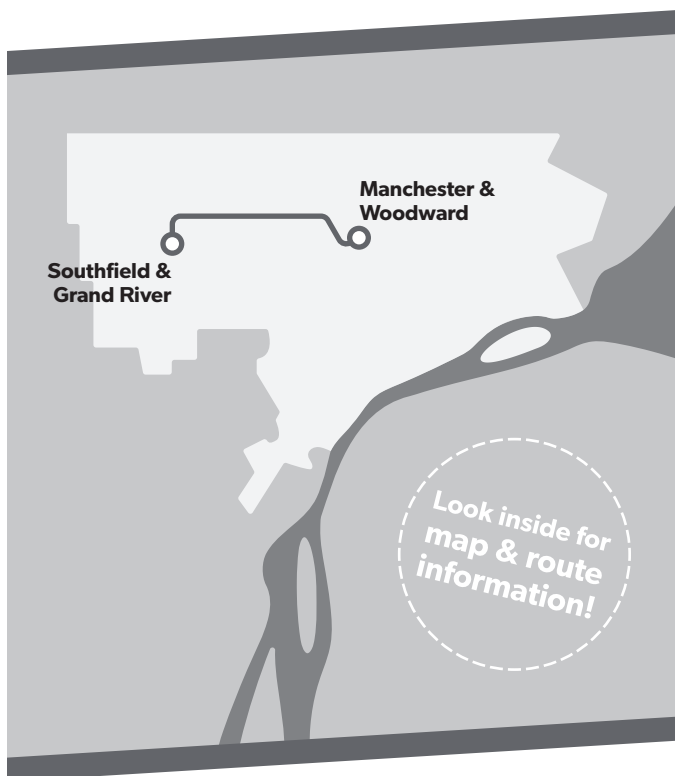 Manchester &
Woodward
Southfield &
Grand River
Look inside for
map & route
information!